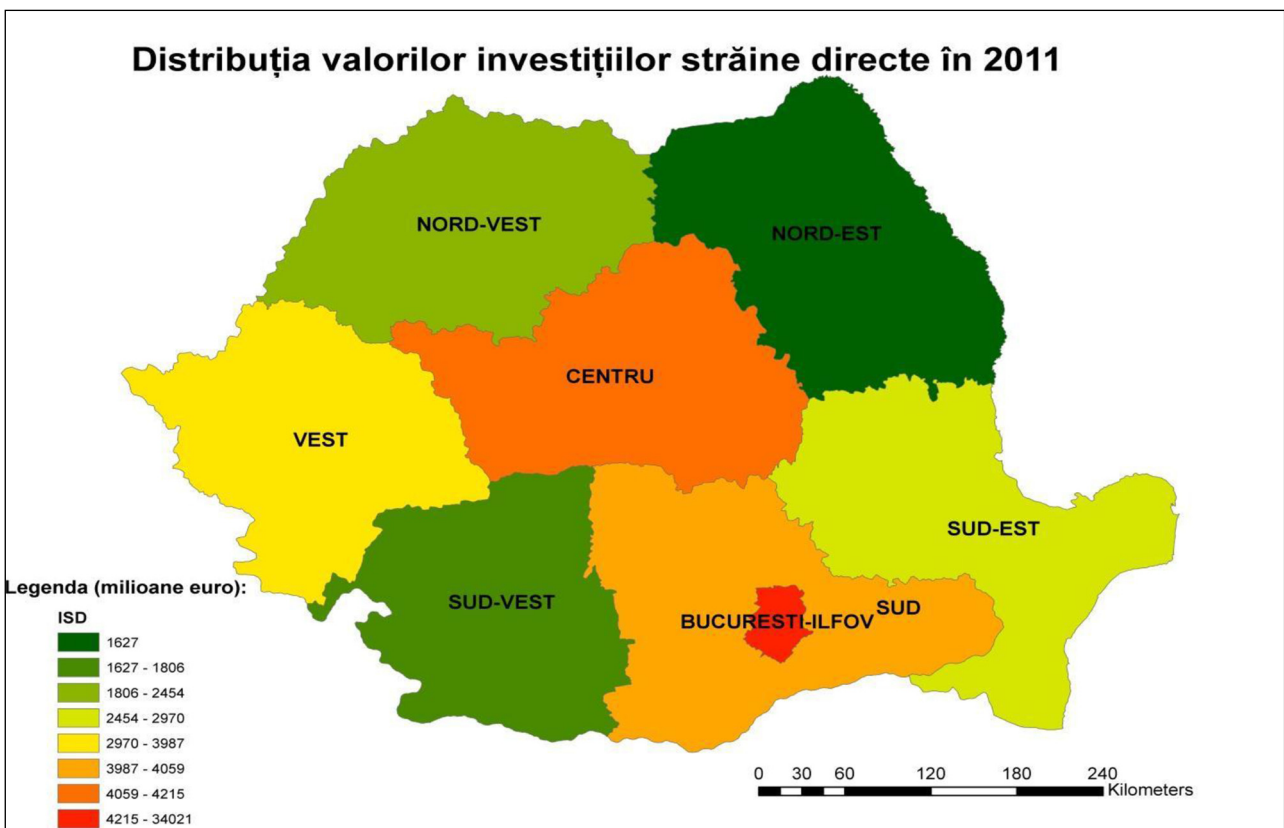 Distribuția valorilor investițiilor străine directe în 2011
NORD-VEST
NORD-EST
CENTRU
VEST
SUD-EST
SUD-VEST
BUCURESTI-ILFOV
SUD
Legenda (milioane euro):
ISD
1627
1627 - 1806
1806 - 2454
2454 - 2970
2970 - 3987
3987 - 4059
4059 - 4215
4215 - 34021
0 30 60 120 180 240
Kilometers